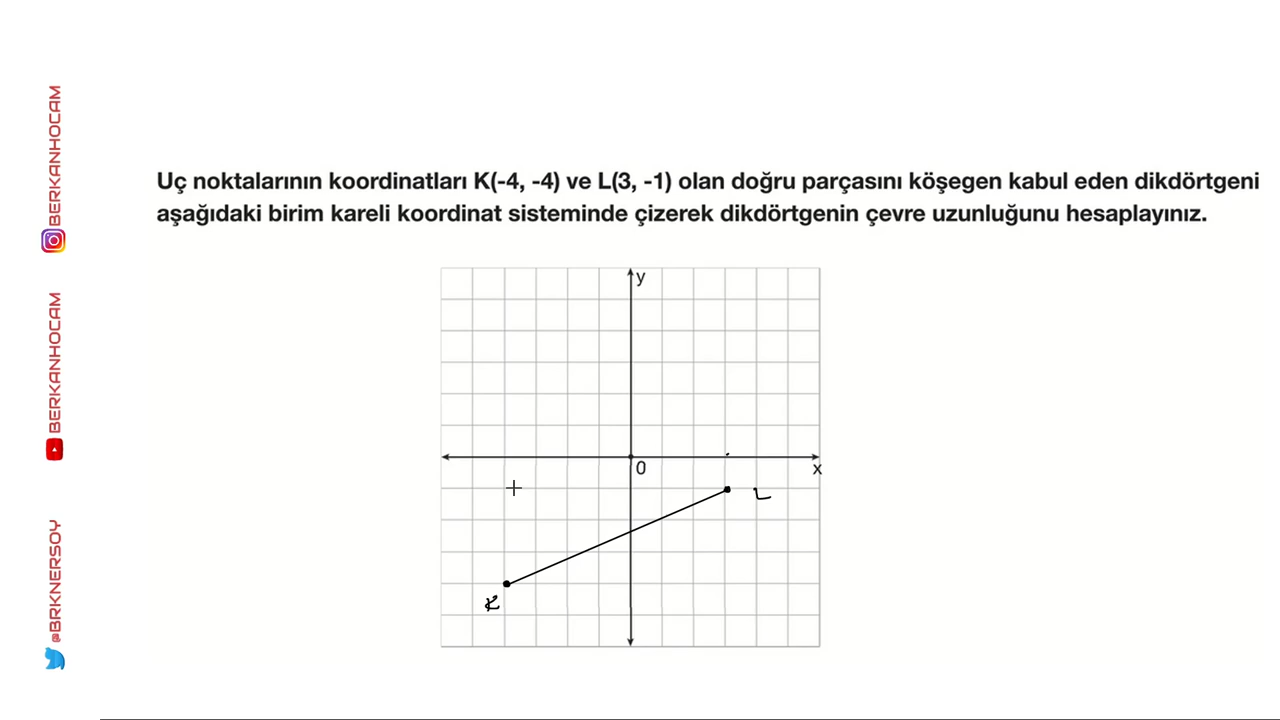 Uç noktalarının koordinatları K(-4, -4) ve L(3, -1) olan doğru parçasını köşegen kabul eden dikdörtgeni
aşağıdaki birim kareli koordinat sisteminde çizerek dikdörtgenin çevre uzunluğunu hesaplayınız.
y
0
x
L
K
BERKANHOCAM
BERKANHOCAM
@BRKNERSOY